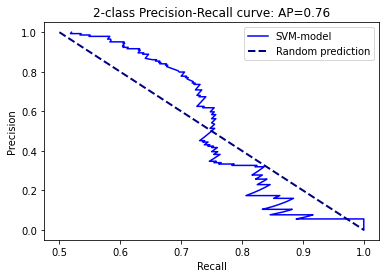 2-class Precision-Recall curve: AP=0.76
SVM-model
Random prediction
Precision
1.0
0.8
0.6
0.4
0.2
0.0
0.5
0.6
0.7
0.8
0.9
1.0
Recall